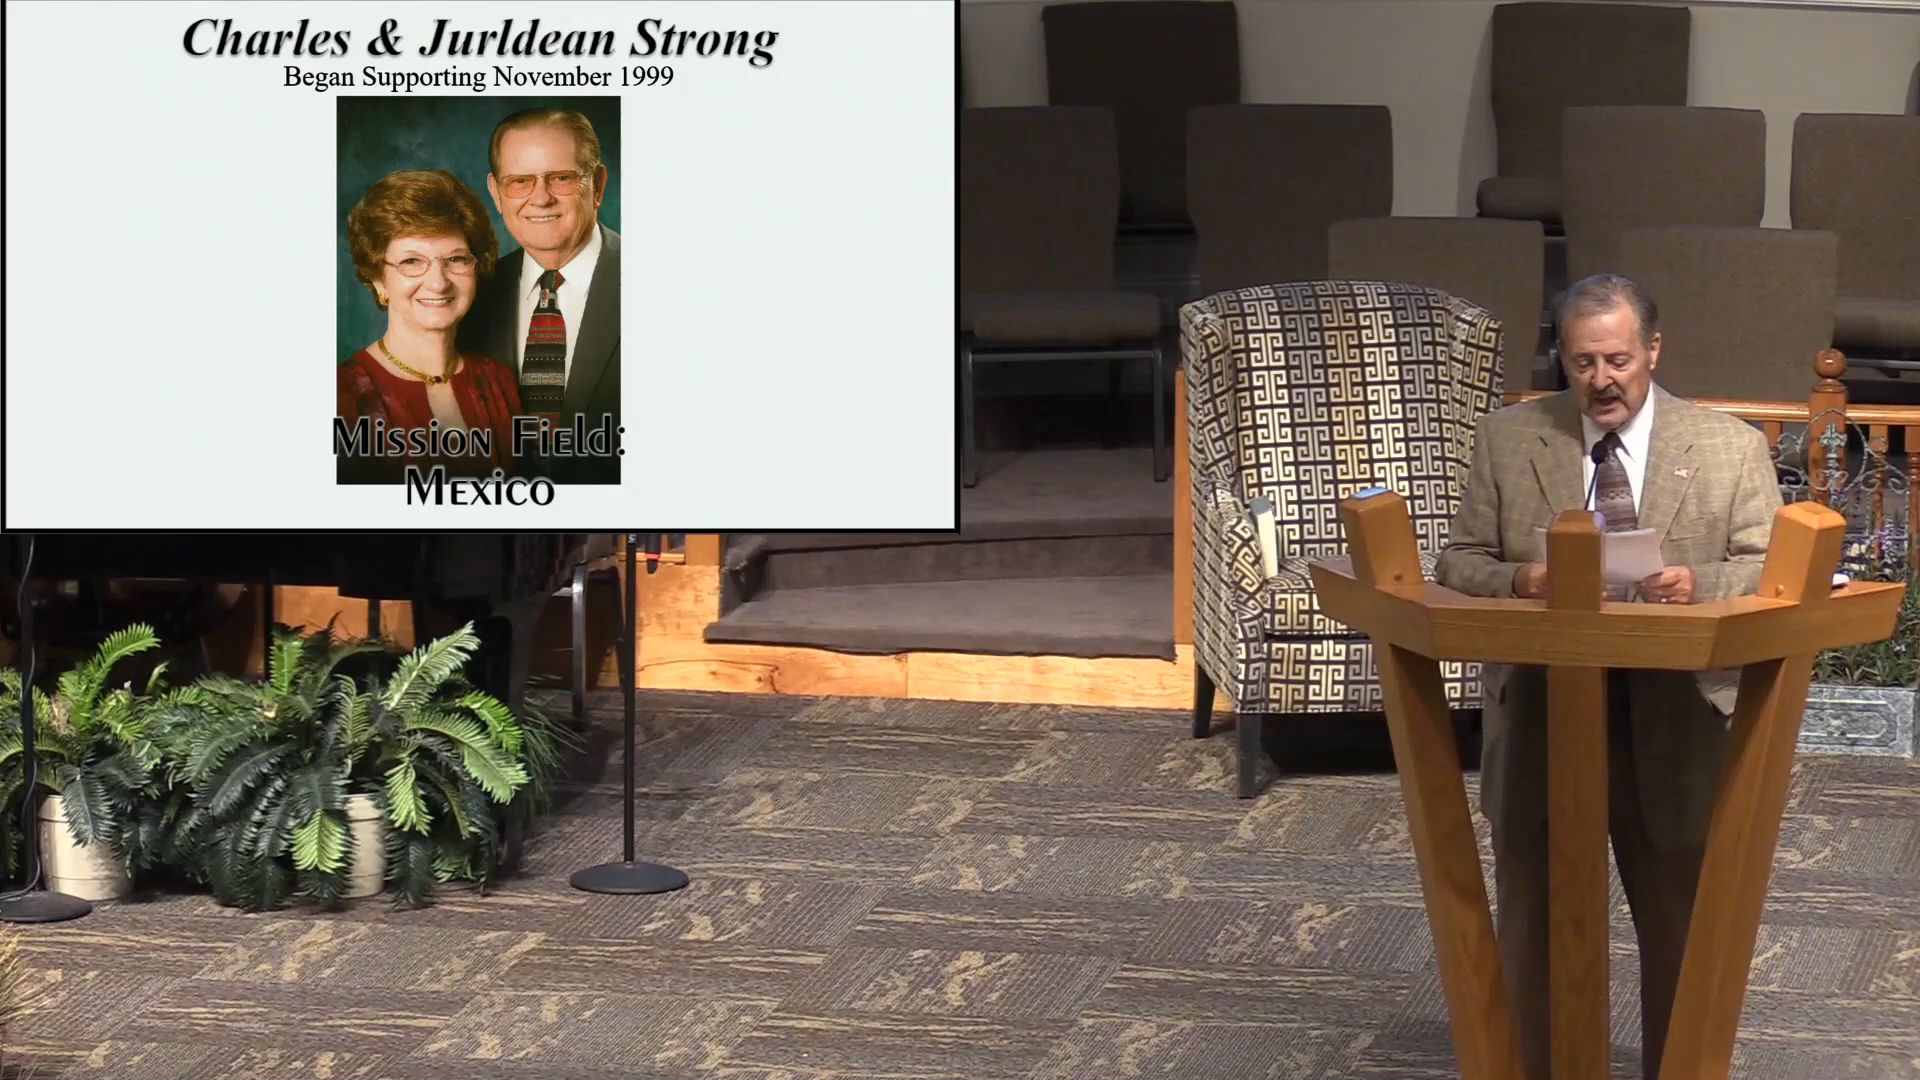 Charles & Jurldean Strong
Began Supporting November 1999
Mission Field:
Mexico